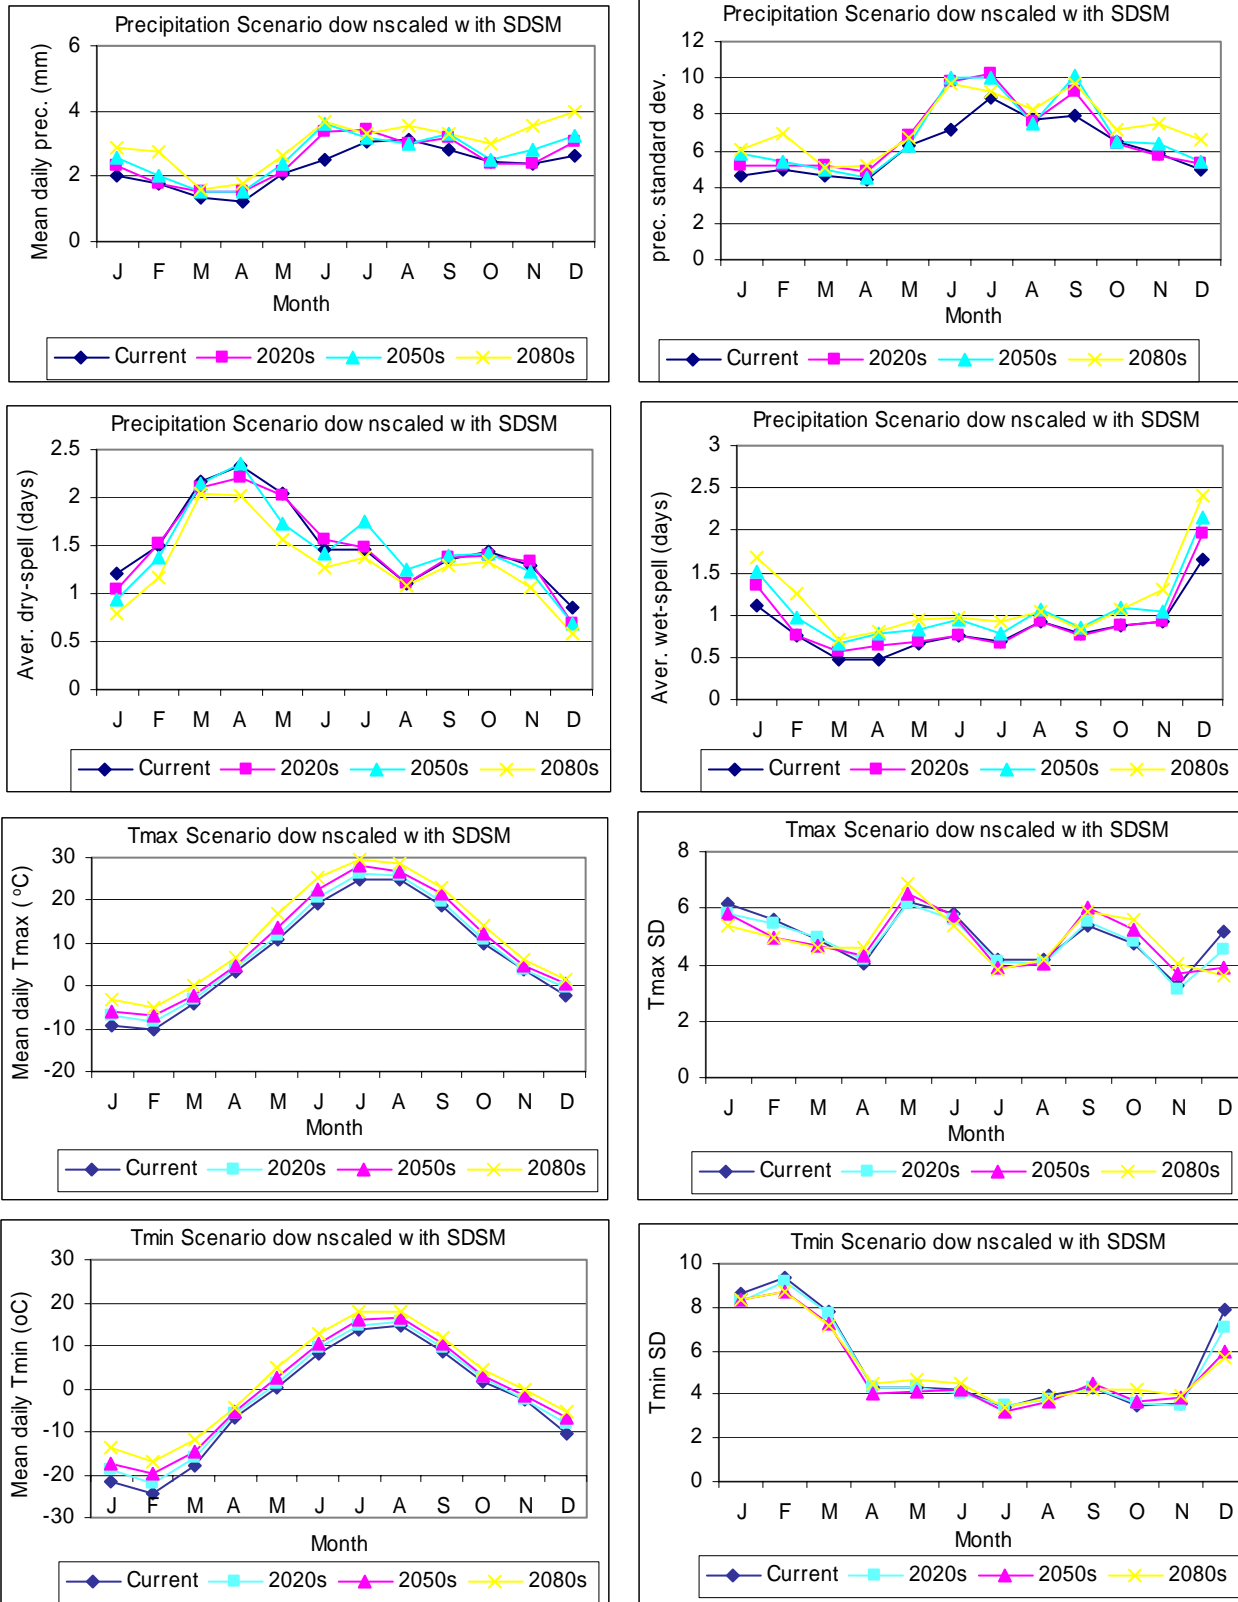 Precipitation Scenario dow nscaled w ith SDSM
Mean daily prec. (mm)
6
4
2
0
J F M A M J J A S O N D
Month
Current 2020s 2050s 2080s
Precipitation Scenario dow nscaled w ith SDSM
prec. standard dev.
12
10
8
6
4
2
0
J F M A M J J A S O N D
Month
Current 2020s 2050s 2080s
Precipitation Scenario dow nscaled w ith SDSM
Aver. dry-spell (days)
2.5
2
1.5
1
0.5
0
J F M A M J J A S O N D
Current 2020s 2050s 2080s
Precipitation Scenario dow nscaled w ith SDSM
Aver. wet-spell (days)
3
2.5
2
1.5
1
0.5
0
J F M A M J J A S O N D
Current 2020s 2050s 2080s
Tmax Scenario dow nscaled w ith SDSM
Mean daily Tmax ( °C)
30
20
10
0
-10
-20
J F M A M J J A S O N D
Month
Current 2020s 2050s 2080s
Tmax Scenario dow nscaled w ith SDSM
Tmax SD
8
6
4
2
0
J F M A M J J A S O N D
Month
Current 2020s 2050s 2080s
Tmin Scenario dow nscaled w ith SDSM
Mean daily Tmin (oC)
30
20
10
0
-10
-20
-30
J F M A M J J A S O N D
Month
Current 2020s 2050s 2080s
Tmin Scenario dow nscaled w ith SDSM
Tmin SD
10
8
6
4
2
0
J F M A M J J A S O N D
Month
Current 2020s 2050s 2080s